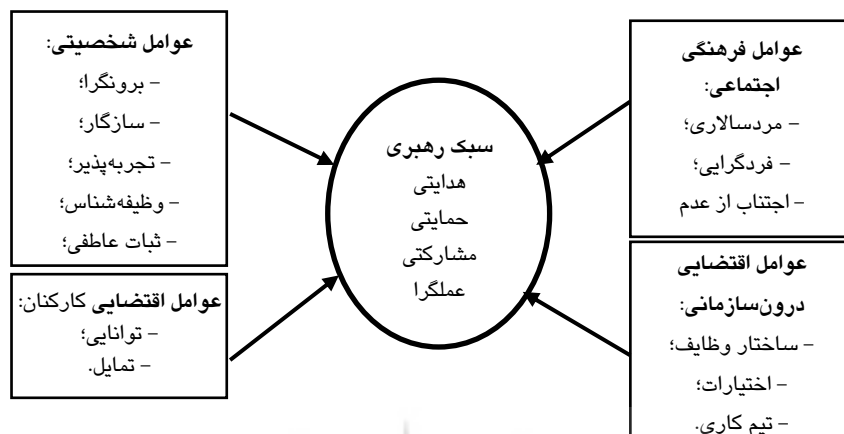 عوامل فرهنگی
اجتماعی:
– مردسالاری؛
– فردگرایی؛
– اجتناب از عدم
عوامل اقتضایی
درون‌سازمانی:
– ساختار وظایف؛
– اختیارات؛
– تیم کاری.
سبک رهبری
هدایتی
حمایتی
مشارکتی
عملگرا
عوامل شخصیتی:
– برونگرا؛
– سازگار؛
– تجربه‌پذیر؛
– وظیفه‌شناس؛
– ثبات عاطفی؛
عوامل اقتضایی کارکنان:
– توانایی؛
– تمایل.